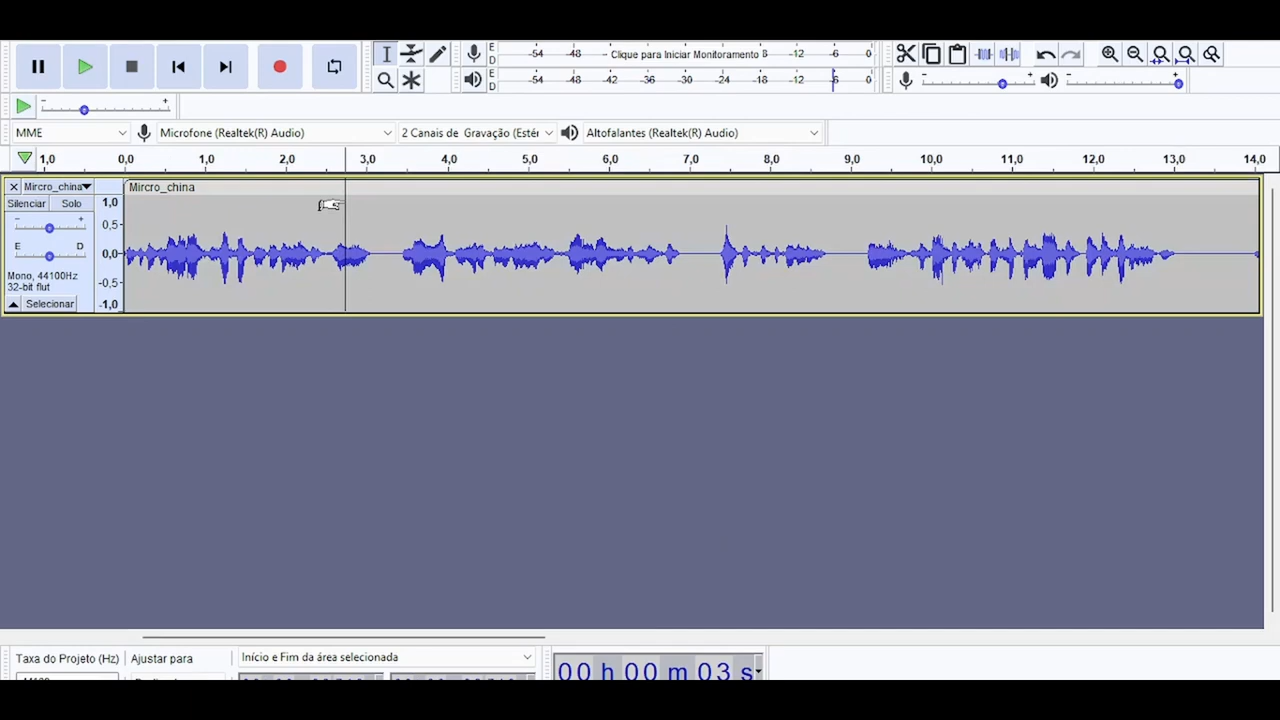 E
D
-54 -48 - Clique para Iniciar Monitoramento 8 -12 -6 0
E
D
-54 -48 -42 -36 -30 -24 -18 -12 -6 0
MME
Microfone (Realtek(R) Audio)
2 Canais de Gravação (Estér
Altofalantes (Realtek(R) Audio)
1,0 0,0 1,0 2,0 3,0 4,0 5,0 6,0 7,0 8,0 9,0 10,0 11,0 12,0 13,0 14,0
Mircro_china
Mircro_china
Silenciar Solo
E D
Mono, 44100Hz
32-bit flut
Selecionar
1,0
0,5
0,0
-0,5
-1,0
Taxa do Projeto (Hz)
Ajustar para
Início e Fim da área selecionada
00 h 00 m 03 s